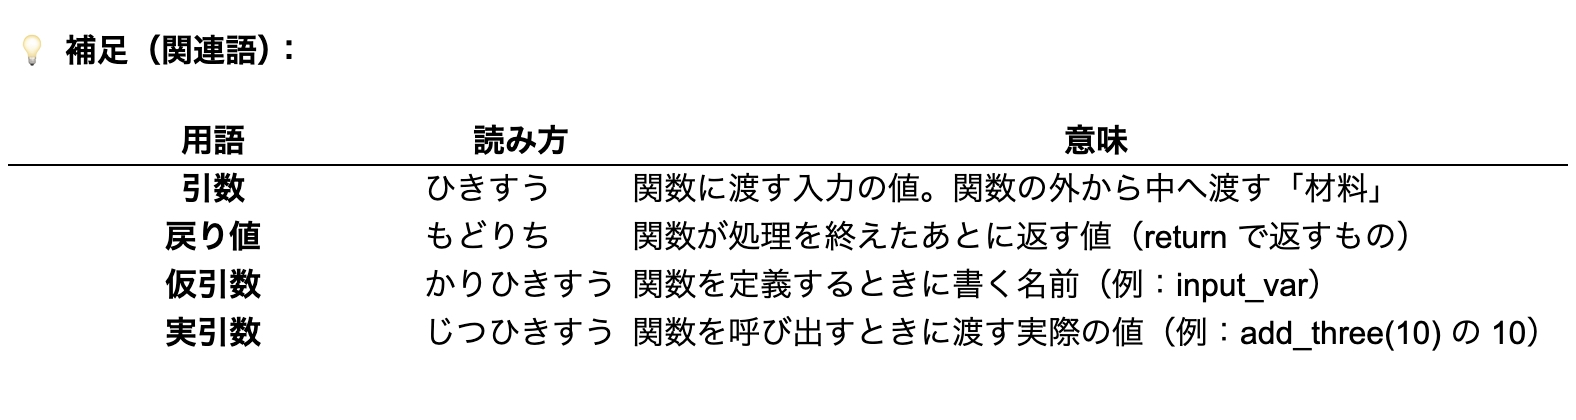 💡 補足（関連語）：
用語 読み方 意味
引数 ひきすう 関数に渡す入力の値。関数の外から中へ渡す「材料」
戻り値 もどりち 関数が処理を終えたあとに返す値（return で返すもの）
仮引数 かりひきすう 関数を定義するときに書く名前（例：input_var）
実引数 じつひきすう 関数を呼び出すときに渡す実際の値（例：add_three(10) の 10）